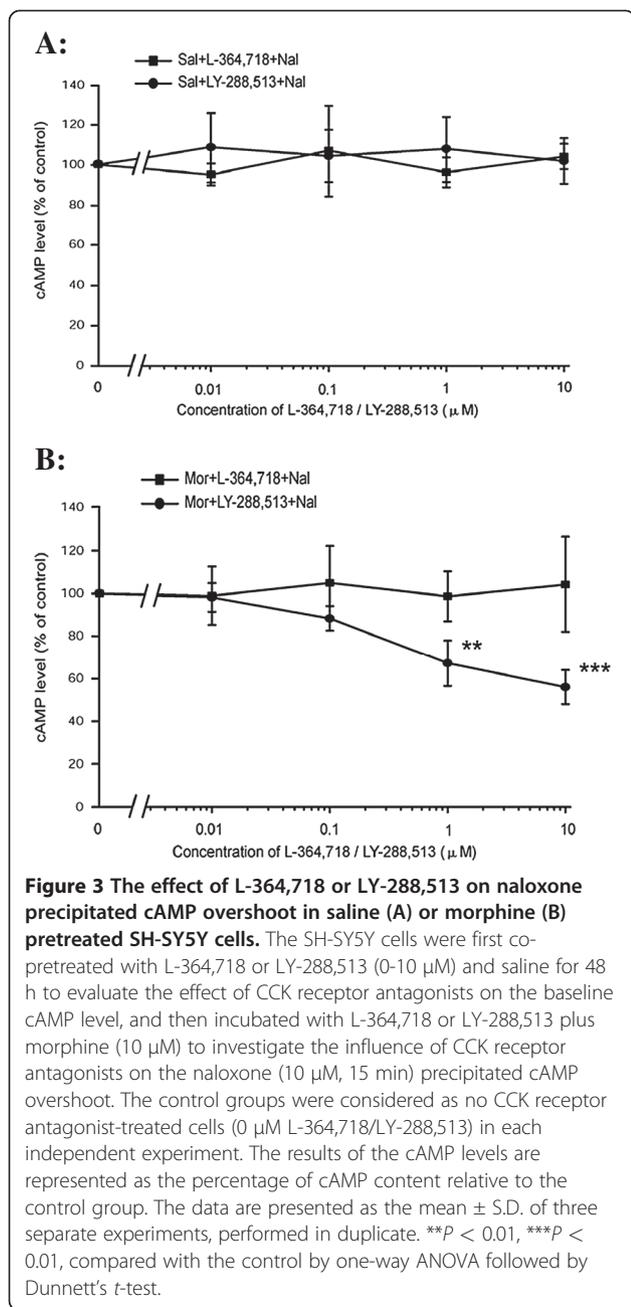 A:
Sal+L-364,718+Nal
Sal+LY-288,513+Nal
140
120
100
80
60
40
20
0
cAMP level (% of control)
0
0.01
0.1
1
10
Concentration of L-364,718 / LY-288,513 (μM)
B:
Mor+L-364,718+Nal
Mor+LY-288,513+Nal
140
120
100
80
60
40
20
0
cAMP level (% of control)
**
***
0
0.01
0.1
1
10
Concentration of L-364,718 / LY-288,513 (μM)
Figure 3 The effect of L-364,718 or LY-288,513 on naloxone
precipitated cAMP overshoot in saline (A) or morphine (B)
pretreated SH-SY5Y cells. The SH-SY5Y cells were first co-
pretreated with L-364,718 or LY-288,513 (0-10 μM) and saline for 48
h to evaluate the effect of CCK receptor antagonists on the baseline
cAMP level, and then incubated with L-364,718 or LY-288,513 plus
morphine (10 μM) to investigate the influence of CCK receptor
antagonists on the naloxone (10 μM, 15 min) precipitated cAMP
overshoot. The control groups were considered as no CCK receptor
antagonist-treated cells (0 μM L-364,718/LY-288,513) in each
independent experiment. The results of the cAMP levels are
represented as the percentage of cAMP content relative to the
control group. The data are presented as the mean ± S.D. of three
separate experiments, performed in duplicate. **P < 0.01, ***P <
0.01, compared with the control by one-way ANOVA followed by
Dunnett's t-test.